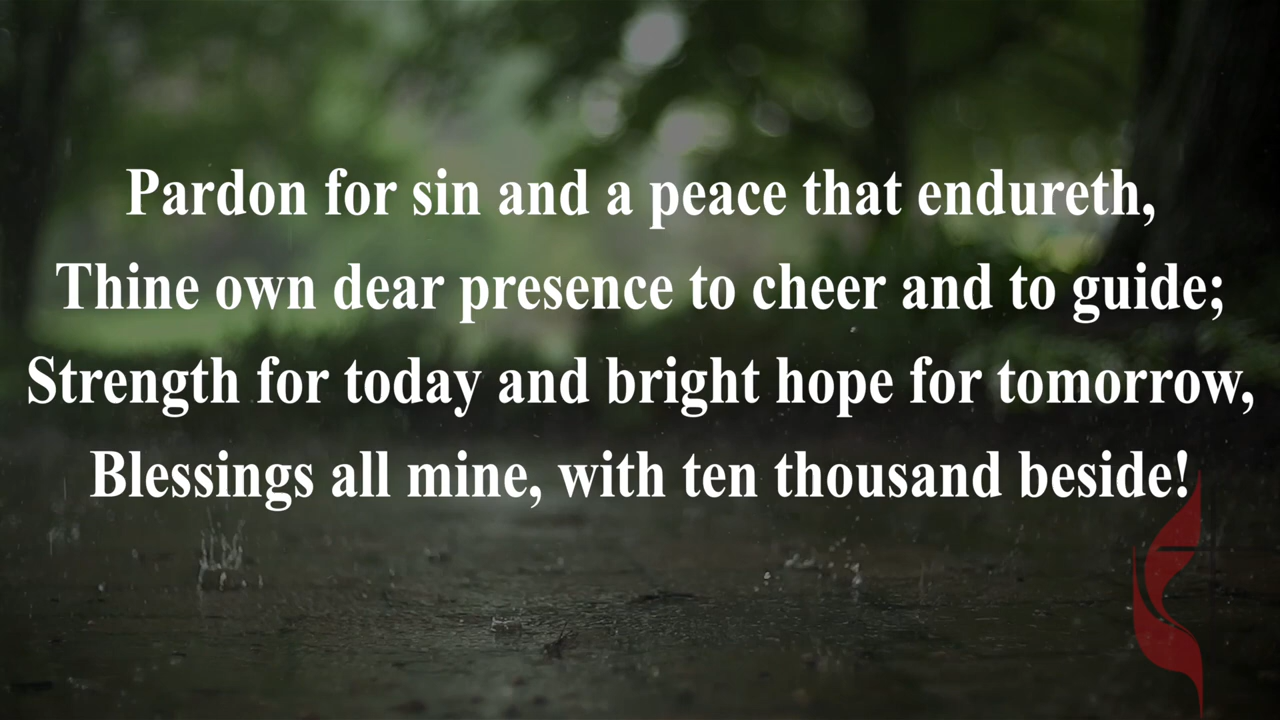 Pardon for sin and a peace that endureth,
Thine own dear presence to cheer and to guide;
Strength for today and bright hope for tomorrow,
Blessings all mine, with ten thousand beside!